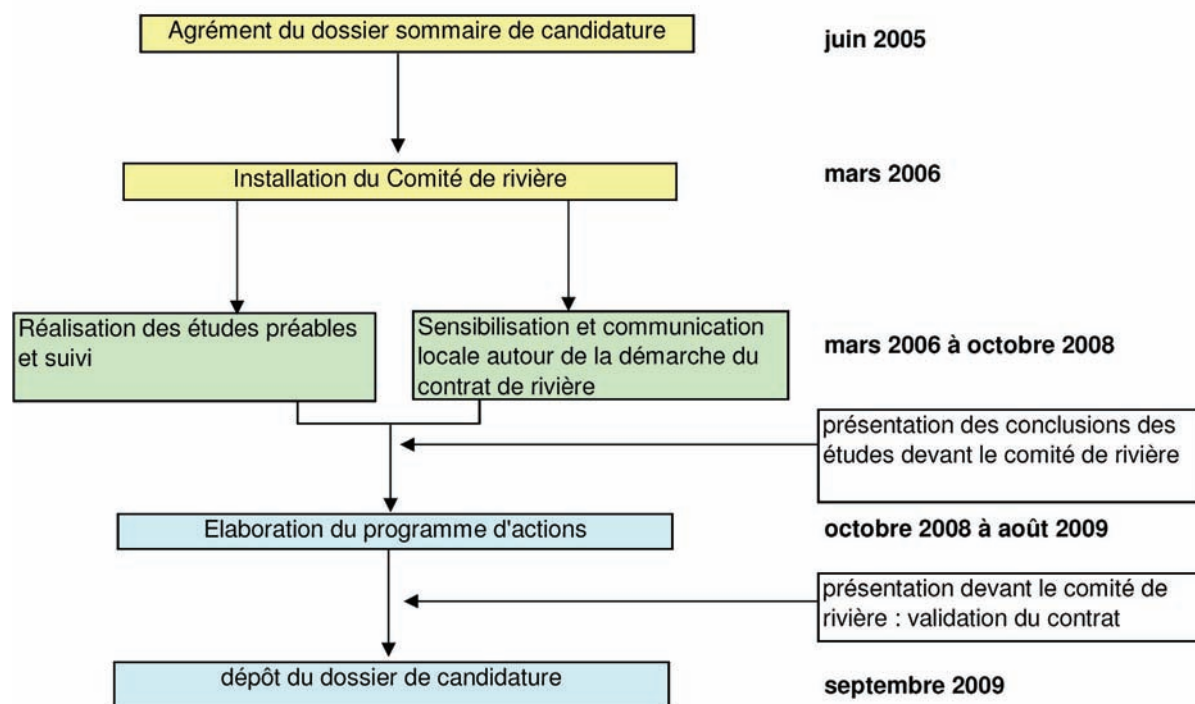 Agrément du dossier sommaire de candidature
juin 2005
Installation du Comité de rivière
mars 2006
Réalisation des études préables
et suivi
Sensibilisation et communication
locale autour de la démarche du
contrat de rivière
mars 2006 à octobre 2008
présentation des conclusions des
études devant le comité de rivière
Elaboration du programme d'actions
octobre 2008 à août 2009
présentation devant le comité de
rivière : validation du contrat
dépôt du dossier de candidature
septembre 2009